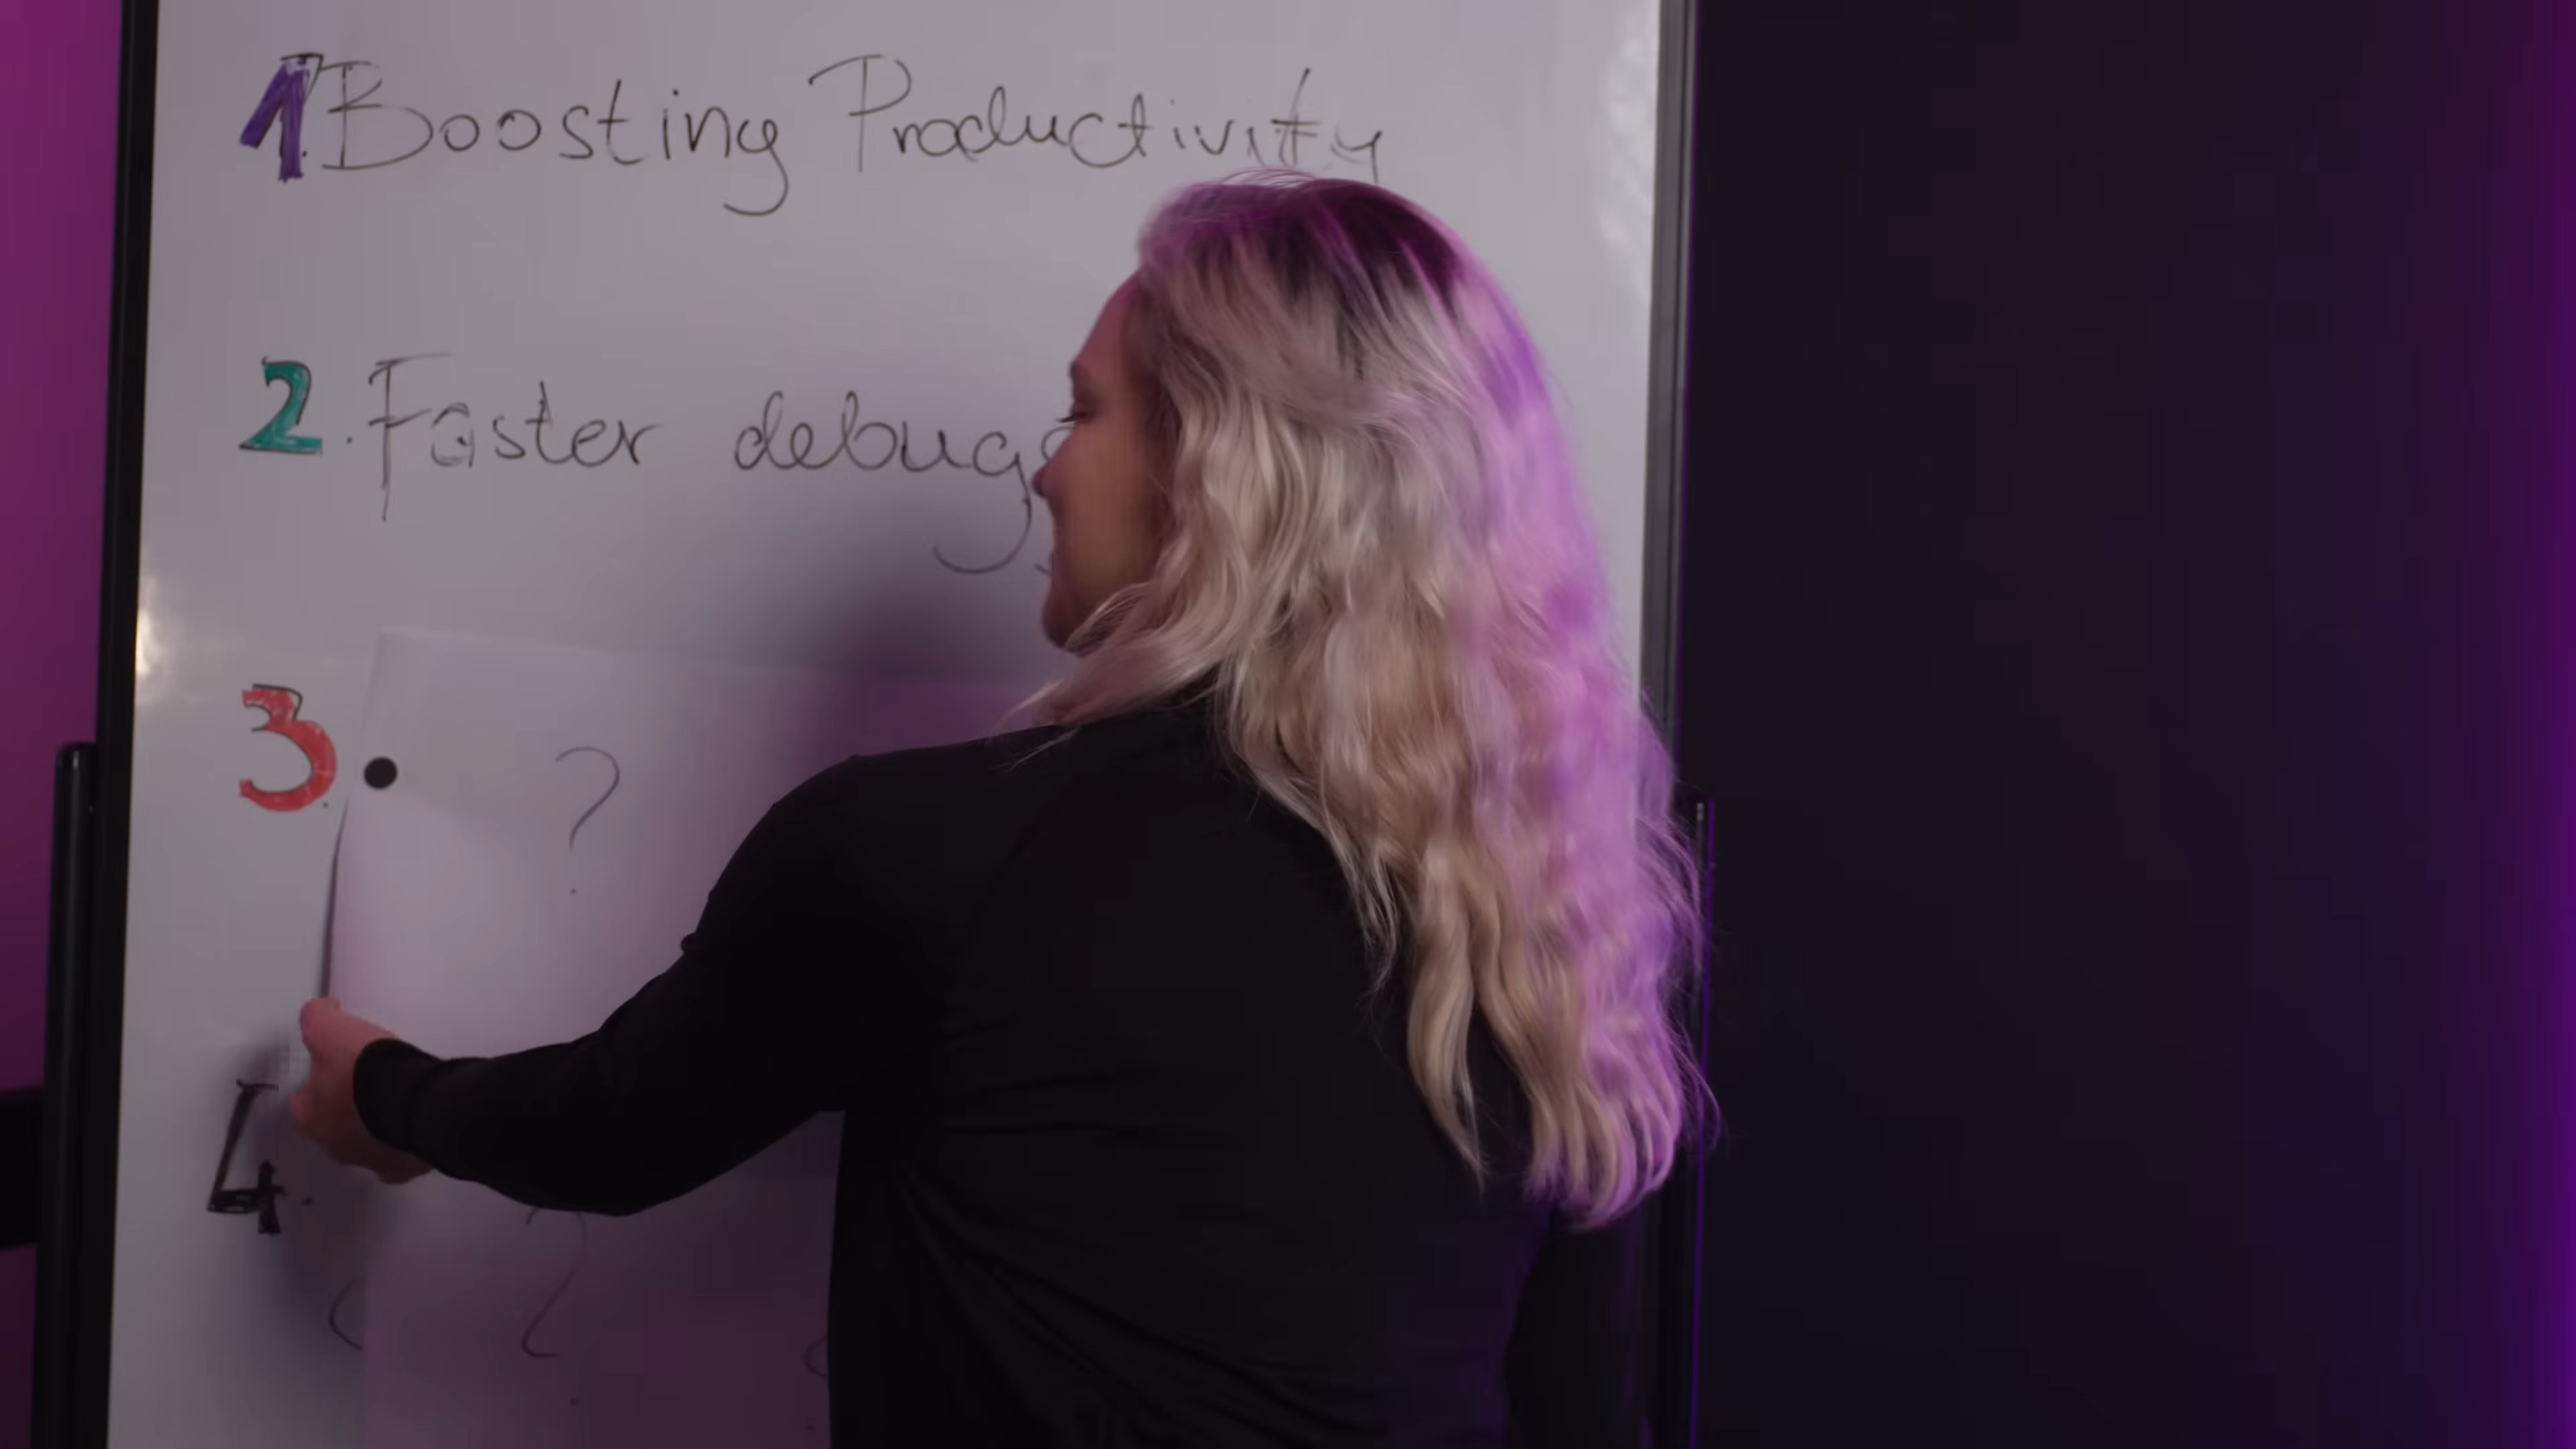 1. Boosting Productivity
2. Faster
3. ?
4. ?